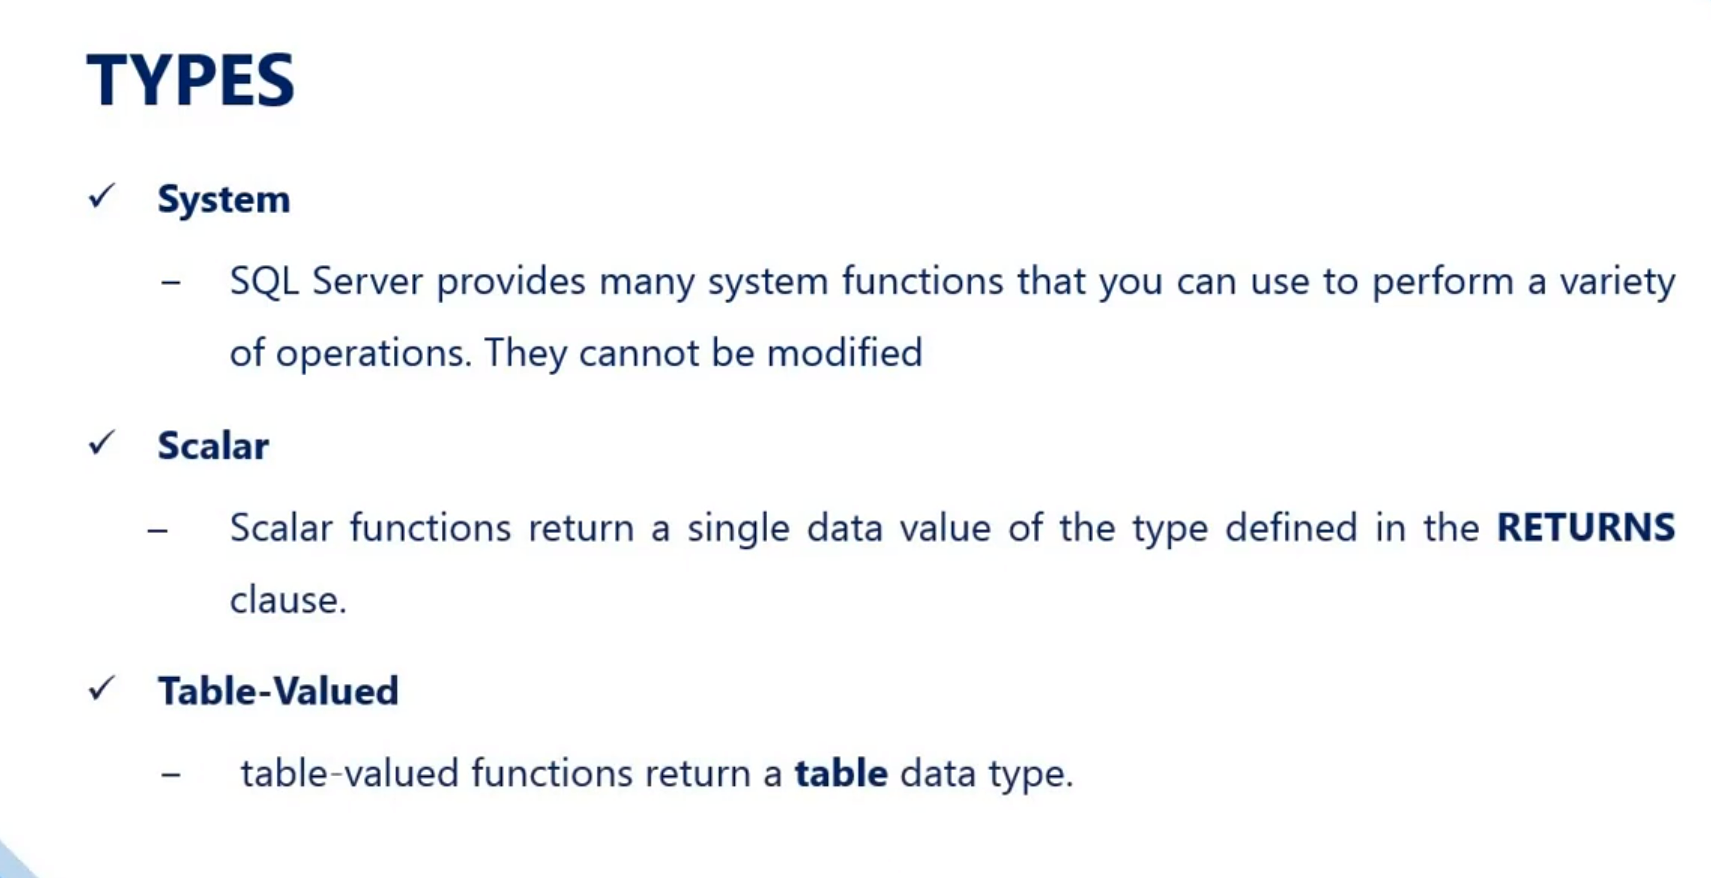 TYPES
✓ System
– SQL Server provides many system functions that you can use to perform a variety
of operations. They cannot be modified
✓ Scalar
– Scalar functions return a single data value of the type defined in the RETURNS
clause.
✓ Table-Valued
– table-valued functions return a table data type.